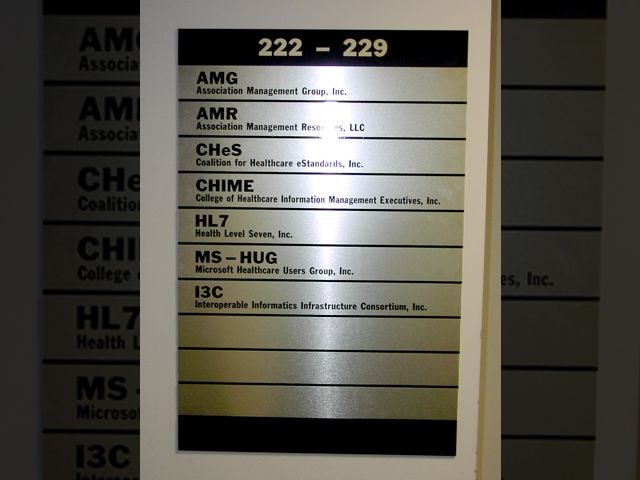 222 – 229
AMG
Association Management Group, Inc.
AMR
Association Management Resources, LLC
CHeS
Coalition for Healthcare eStandards, Inc.
CHIME
College of Healthcare Information Management Executives, Inc.
HL7
Health Level Seven, Inc.
MS – HUG
Microsoft Healthcare Users Group, Inc.
I3C
Interoperable Informatics Infrastructure Consortium, Inc.